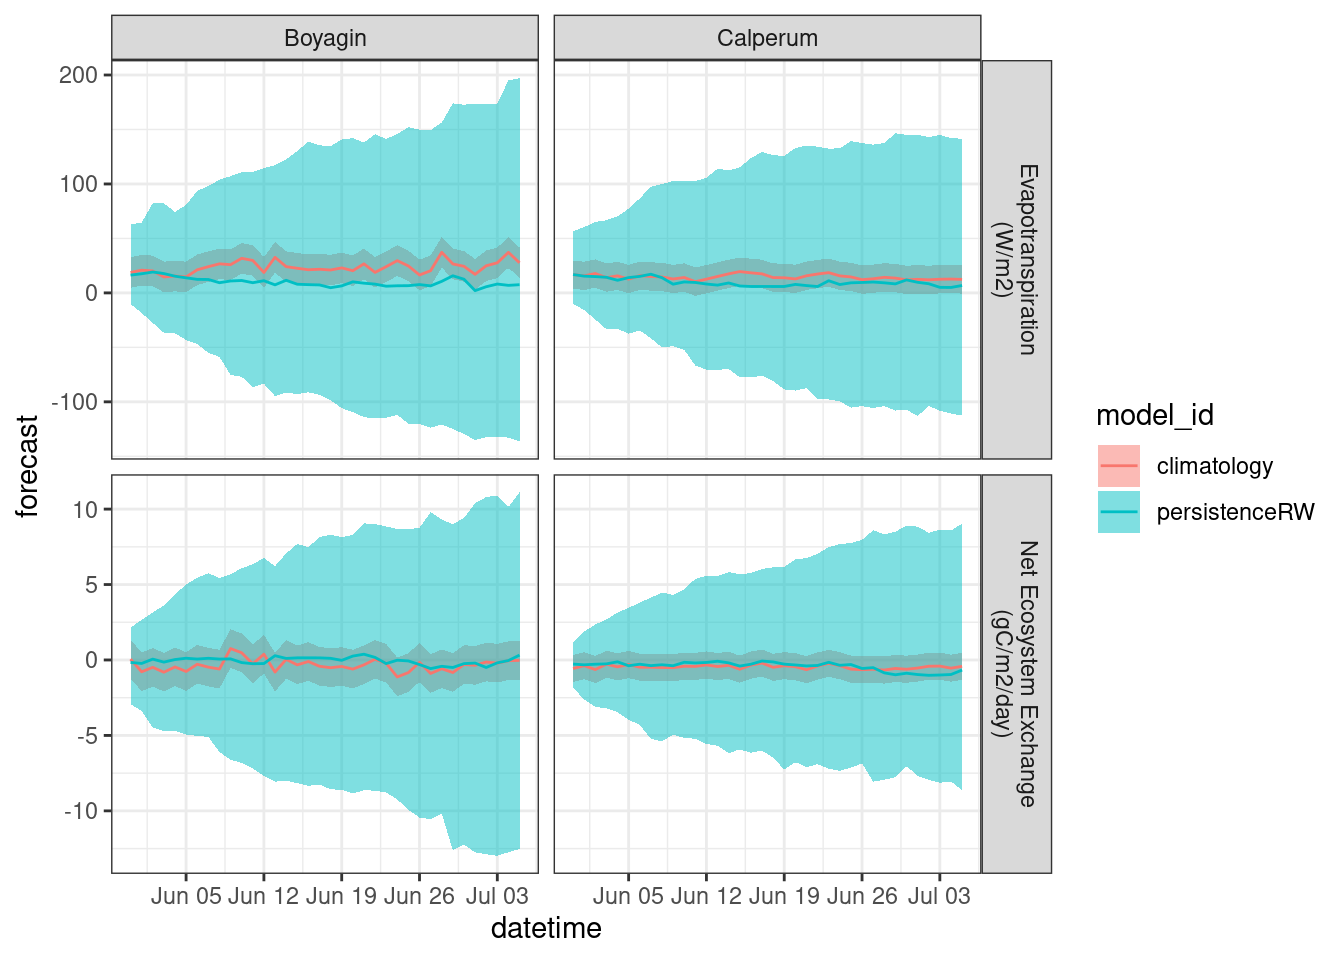 Boyagin
Calperum
200
100
0
-100
Evapotranspiration
(W/m2)
10
5
0
-5
-10
Net Ecosystem Exchange
(gC/m2/day)
Jun 05 Jun 12 Jun 19 Jun 26 Jul 03
Jun 05 Jun 12 Jun 19 Jun 26 Jul 03
datetime
forecast
model_id
climatology
persistenceRW